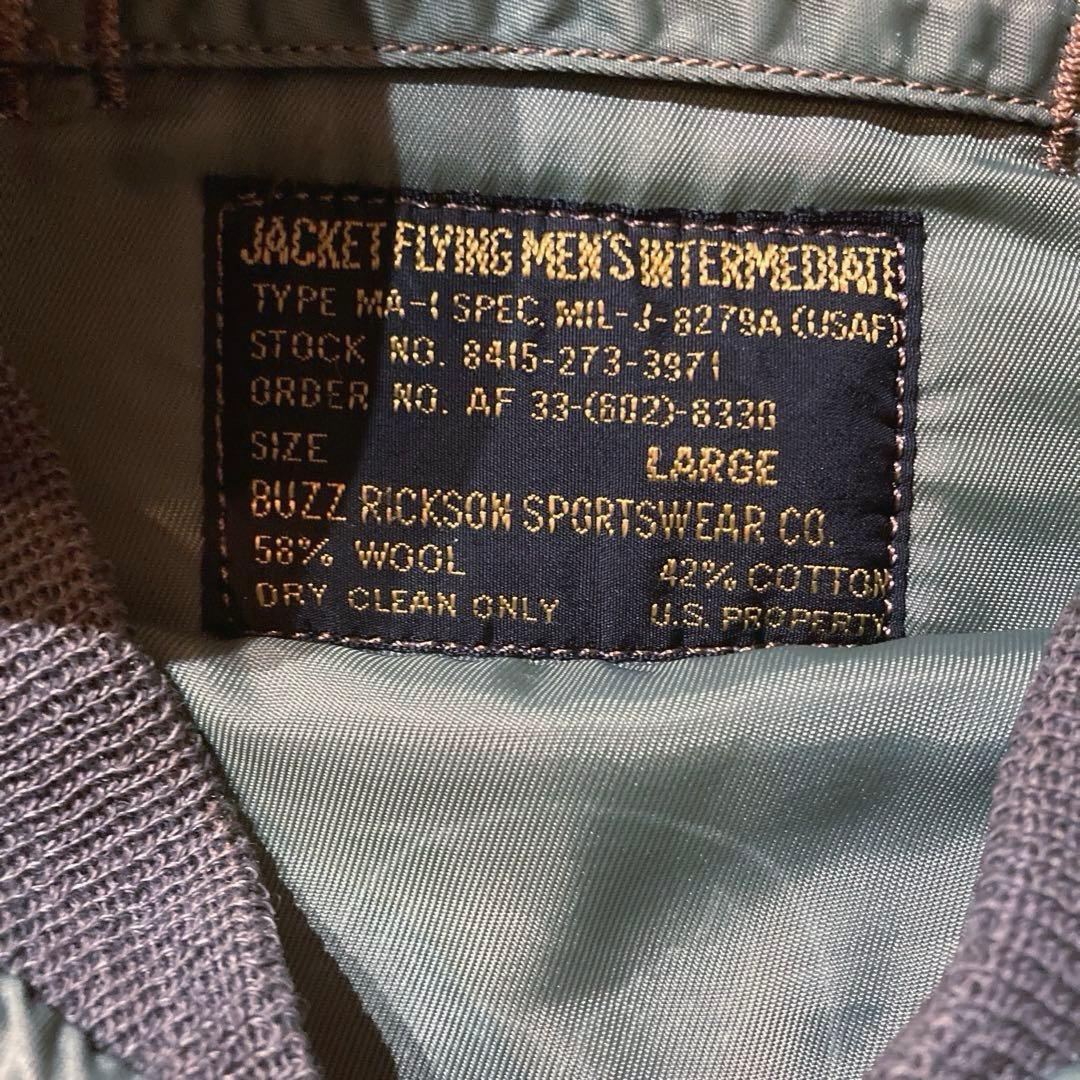 JACKET FLYING MEN'S INTERMEDIATE
TYPE MA-1 SPEC. MIL-J-8279A (USAF)
STOCK NO. 8415-273-3971
ORDER NO. AF 33-(602)-8330
SIZE LARGE
BUZZ RICKSON SPORTSWEAR CO.
58% WOOL 42% COTTON
DRY CLEAN ONLY U.S. PROPERTY